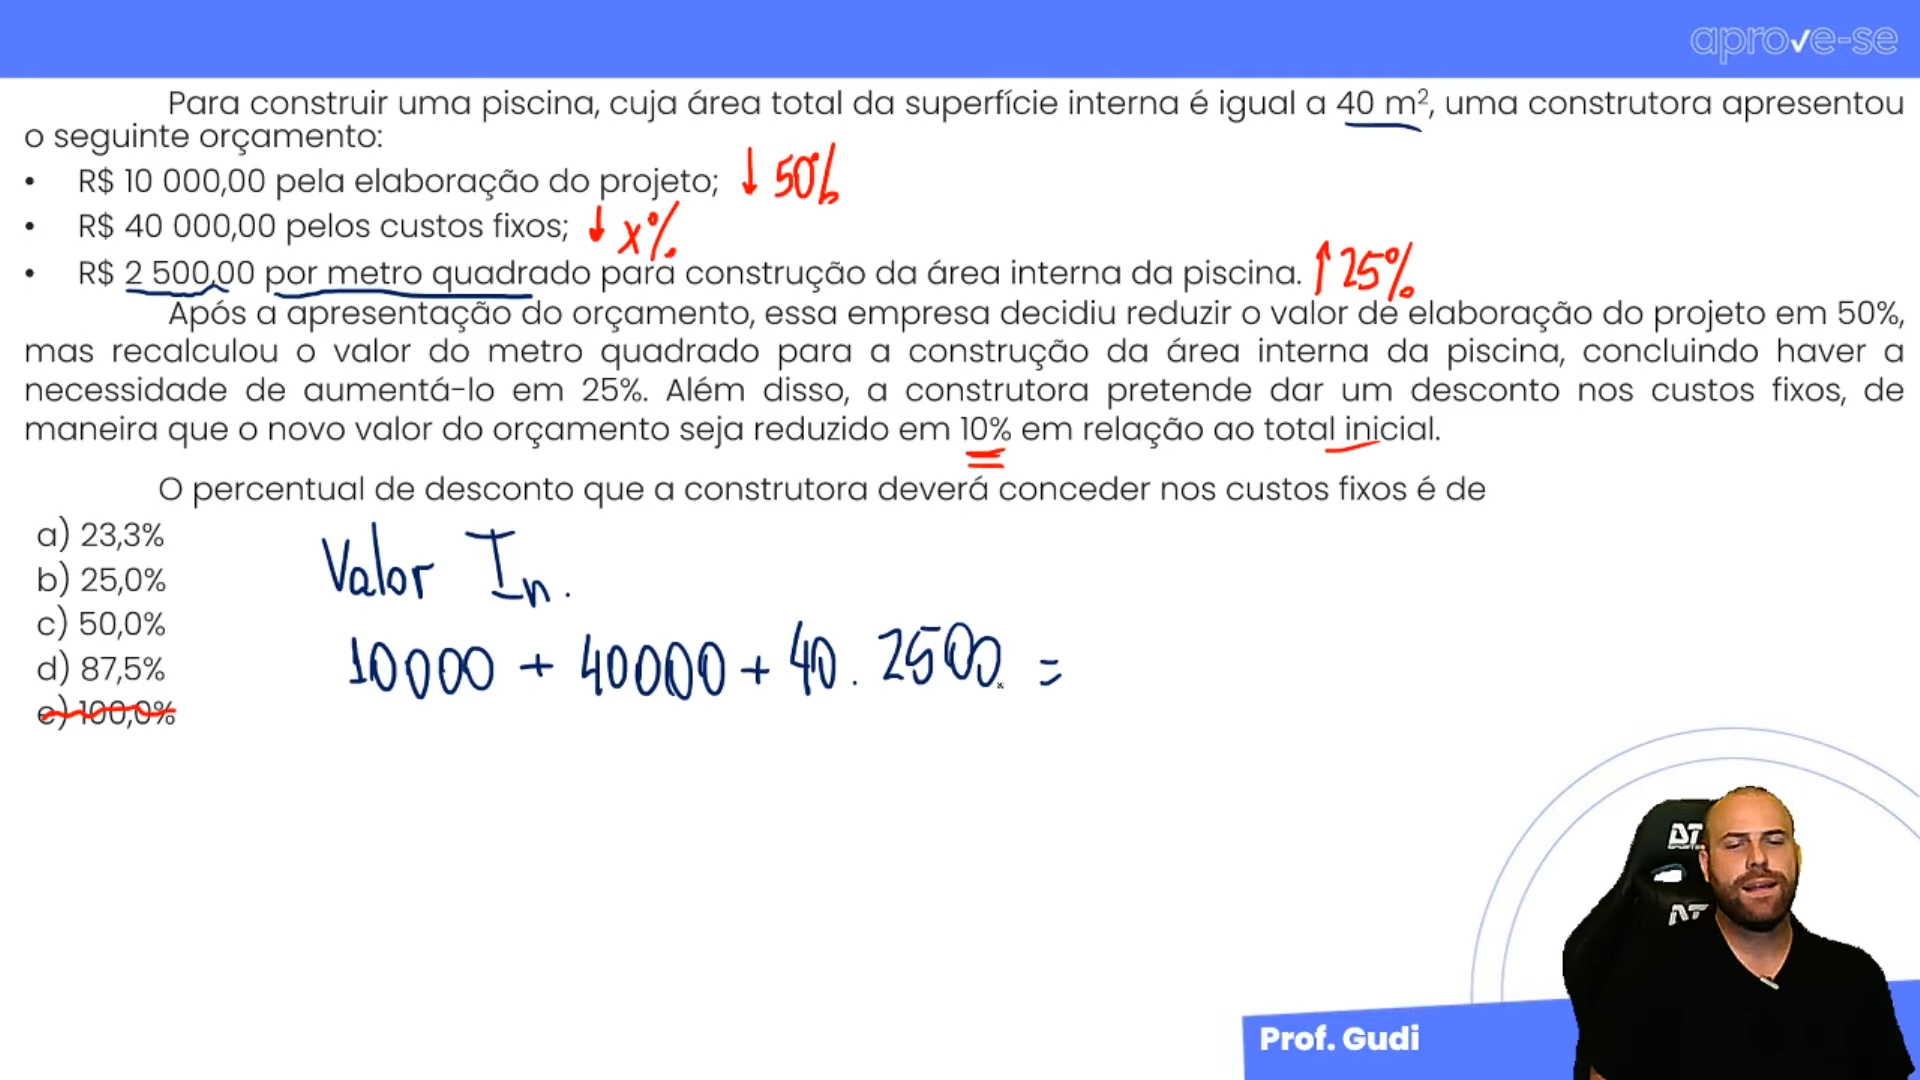 aprove-se
Para construir uma piscina, cuja área total da superfície interna é igual a 40 m², uma construtora apresentou
o seguinte orçamento:
• R$ 10 000,00 pela elaboração do projeto; ↓ 50%
• R$ 40 000,00 pelos custos fixos; ↓ x%
• R$ 2 500,00 por metro quadrado para construção da área interna da piscina. ↑ 25%
Após a apresentação do orçamento, essa empresa decidiu reduzir o valor de elaboração do projeto em 50%,
mas recalculou o valor do metro quadrado para a construção da área interna da piscina, concluindo haver a
necessidade de aumentá-lo em 25%. Além disso, a construtora pretende dar um desconto nos custos fixos, de
maneira que o novo valor do orçamento seja reduzido em 10% em relação ao total inicial.
O percentual de desconto que a construtora deverá conceder nos custos fixos é de
a) 23,3%
b) 25,0%
c) 50,0%
d) 87,5%
e) 100,0%
Valor In.
10000 + 40000 + 40 . 2500 =
DT
Prof. Gudi